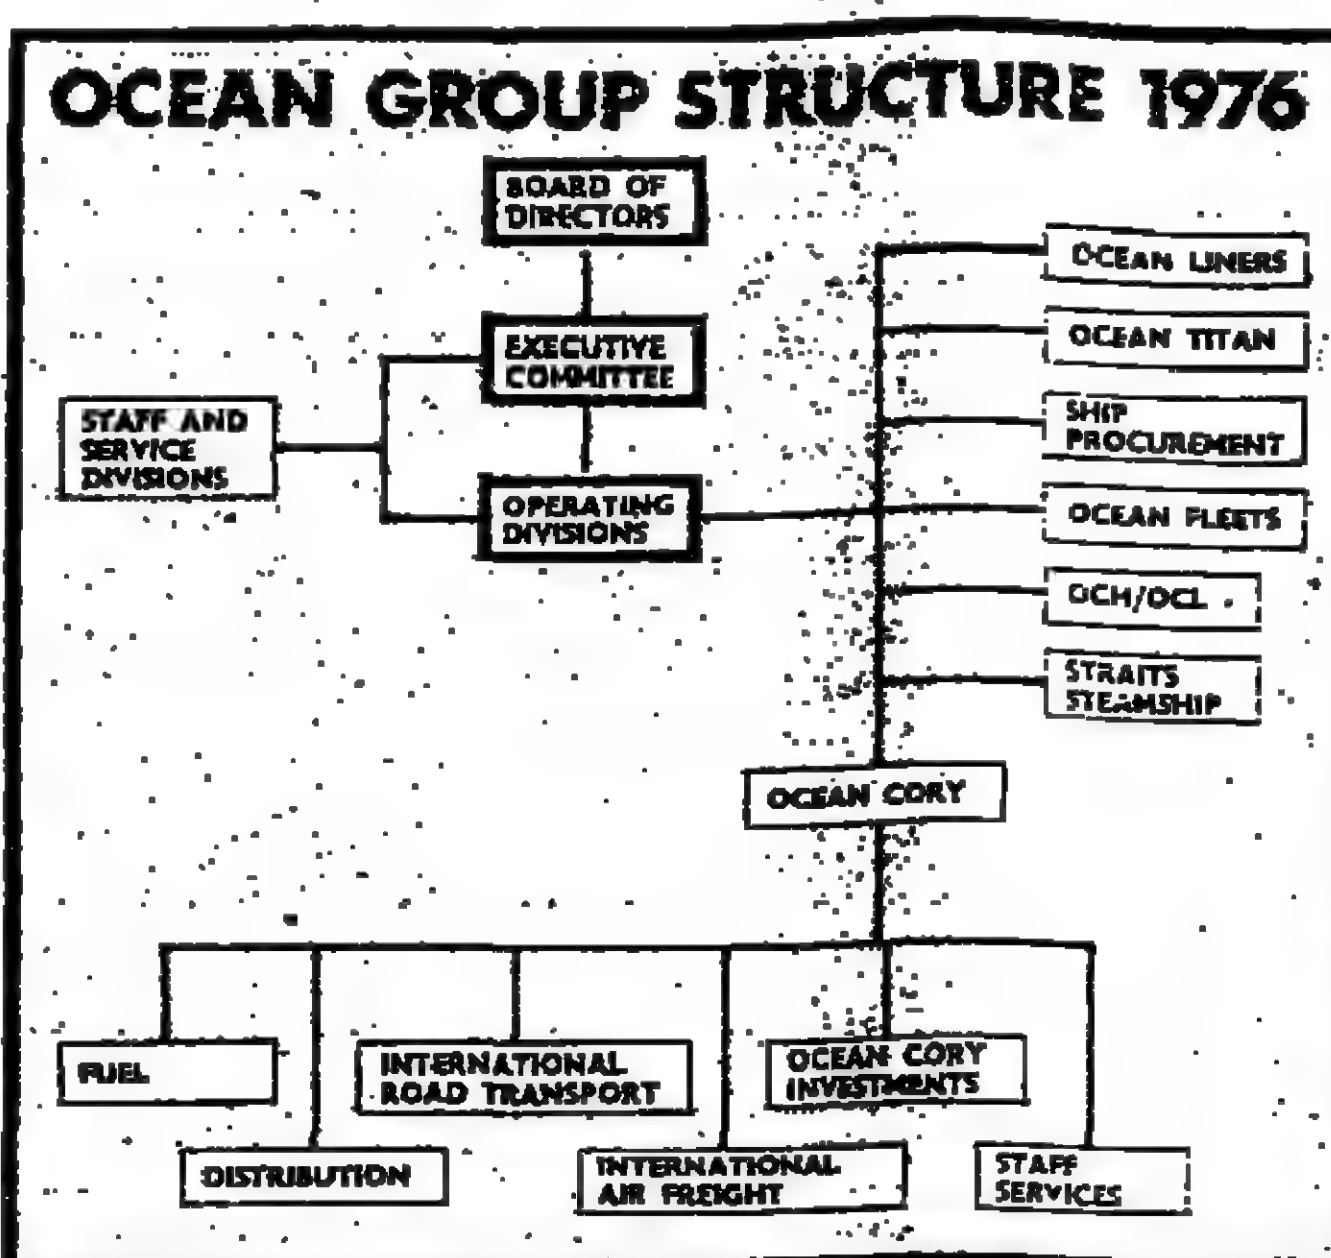 OCEAN GROUP STRUCTURE 1976
BOARD OF
DIRECTORS
EXECUTIVE
COMMITTEE
STAFF AND
SERVICE
DIVISIONS
OPERATING
DIVISIONS
OCEAN LINERS
OCEAN TITAN
SHIP
PROCUREMENT
OCEAN FLEETS
OCH/OCL
STRAITS
STEAMSHIP
OCEAN CORY
FUEL
INTERNATIONAL
ROAD TRANSPORT
OCEAN CORY
INVESTMENTS
DISTRIBUTION
INTERNATIONAL
AIR FREIGHT
STAFF
SERVICES